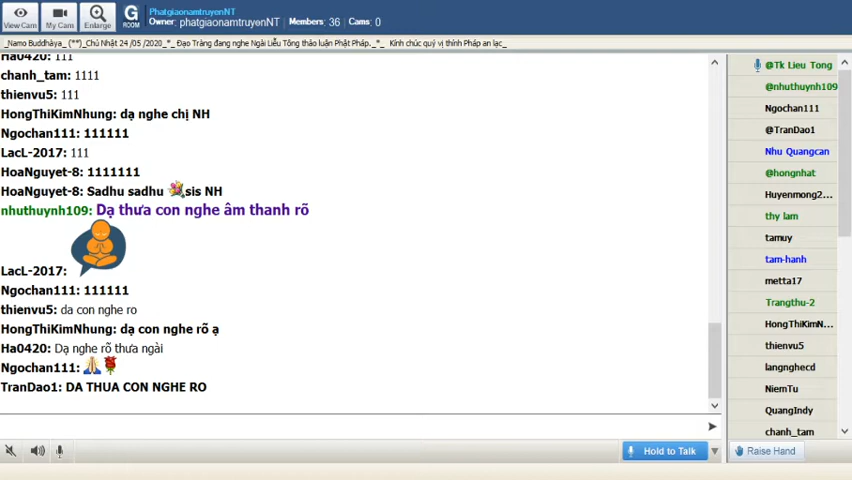 View Cam
My Cam
Enlarge
G
ROOM
PhatgiaonamtruyenNT
Owner: phatgiaonamtruyenNT Members: 36 Cams: 0
_Namo Buddhàya_ (**)_Chủ Nhật 24 /05 /2020_*_ Đạo Tràng đang nghe Ngài Liễu Tông thảo luận Phật Pháp._*_ Kính chúc quý vị thính Pháp an lạc_
Ha0420: 111
chanh_tam: 1111
thienvu5: 111
HongThiKimNhung: dạ nghe chị NH
Ngochan111: 111111
LacL-2017: 111
HoaNguyet-8: 1111111
HoaNguyet-8: Sadhu sadhu sis NH
nhuthuynh109: Dạ thưa con nghe âm thanh rõ
LacL-2017:
Ngochan111: 111111
thienvu5: da con nghe ro
HongThiKimNhung: dạ con nghe rõ ạ
Ha0420: Dạ nghe rõ thưa ngài
Ngochan111: 🙏🌹
TranDao1: DA THUA CON NGHE RO
@Tk Lieu Tong
@nhuthuynh109
Ngochan111
@TranDao1
Nhu Quangcan
@hongnhat
Huyenmong2...
thy lam
tamuy
tam-hanh
metta17
Trangthu-2
HongThiKimN...
thienvu5
langnghecd
NiemTu
QuangIndy
chanh_tam
Hold to Talk
Raise Hand